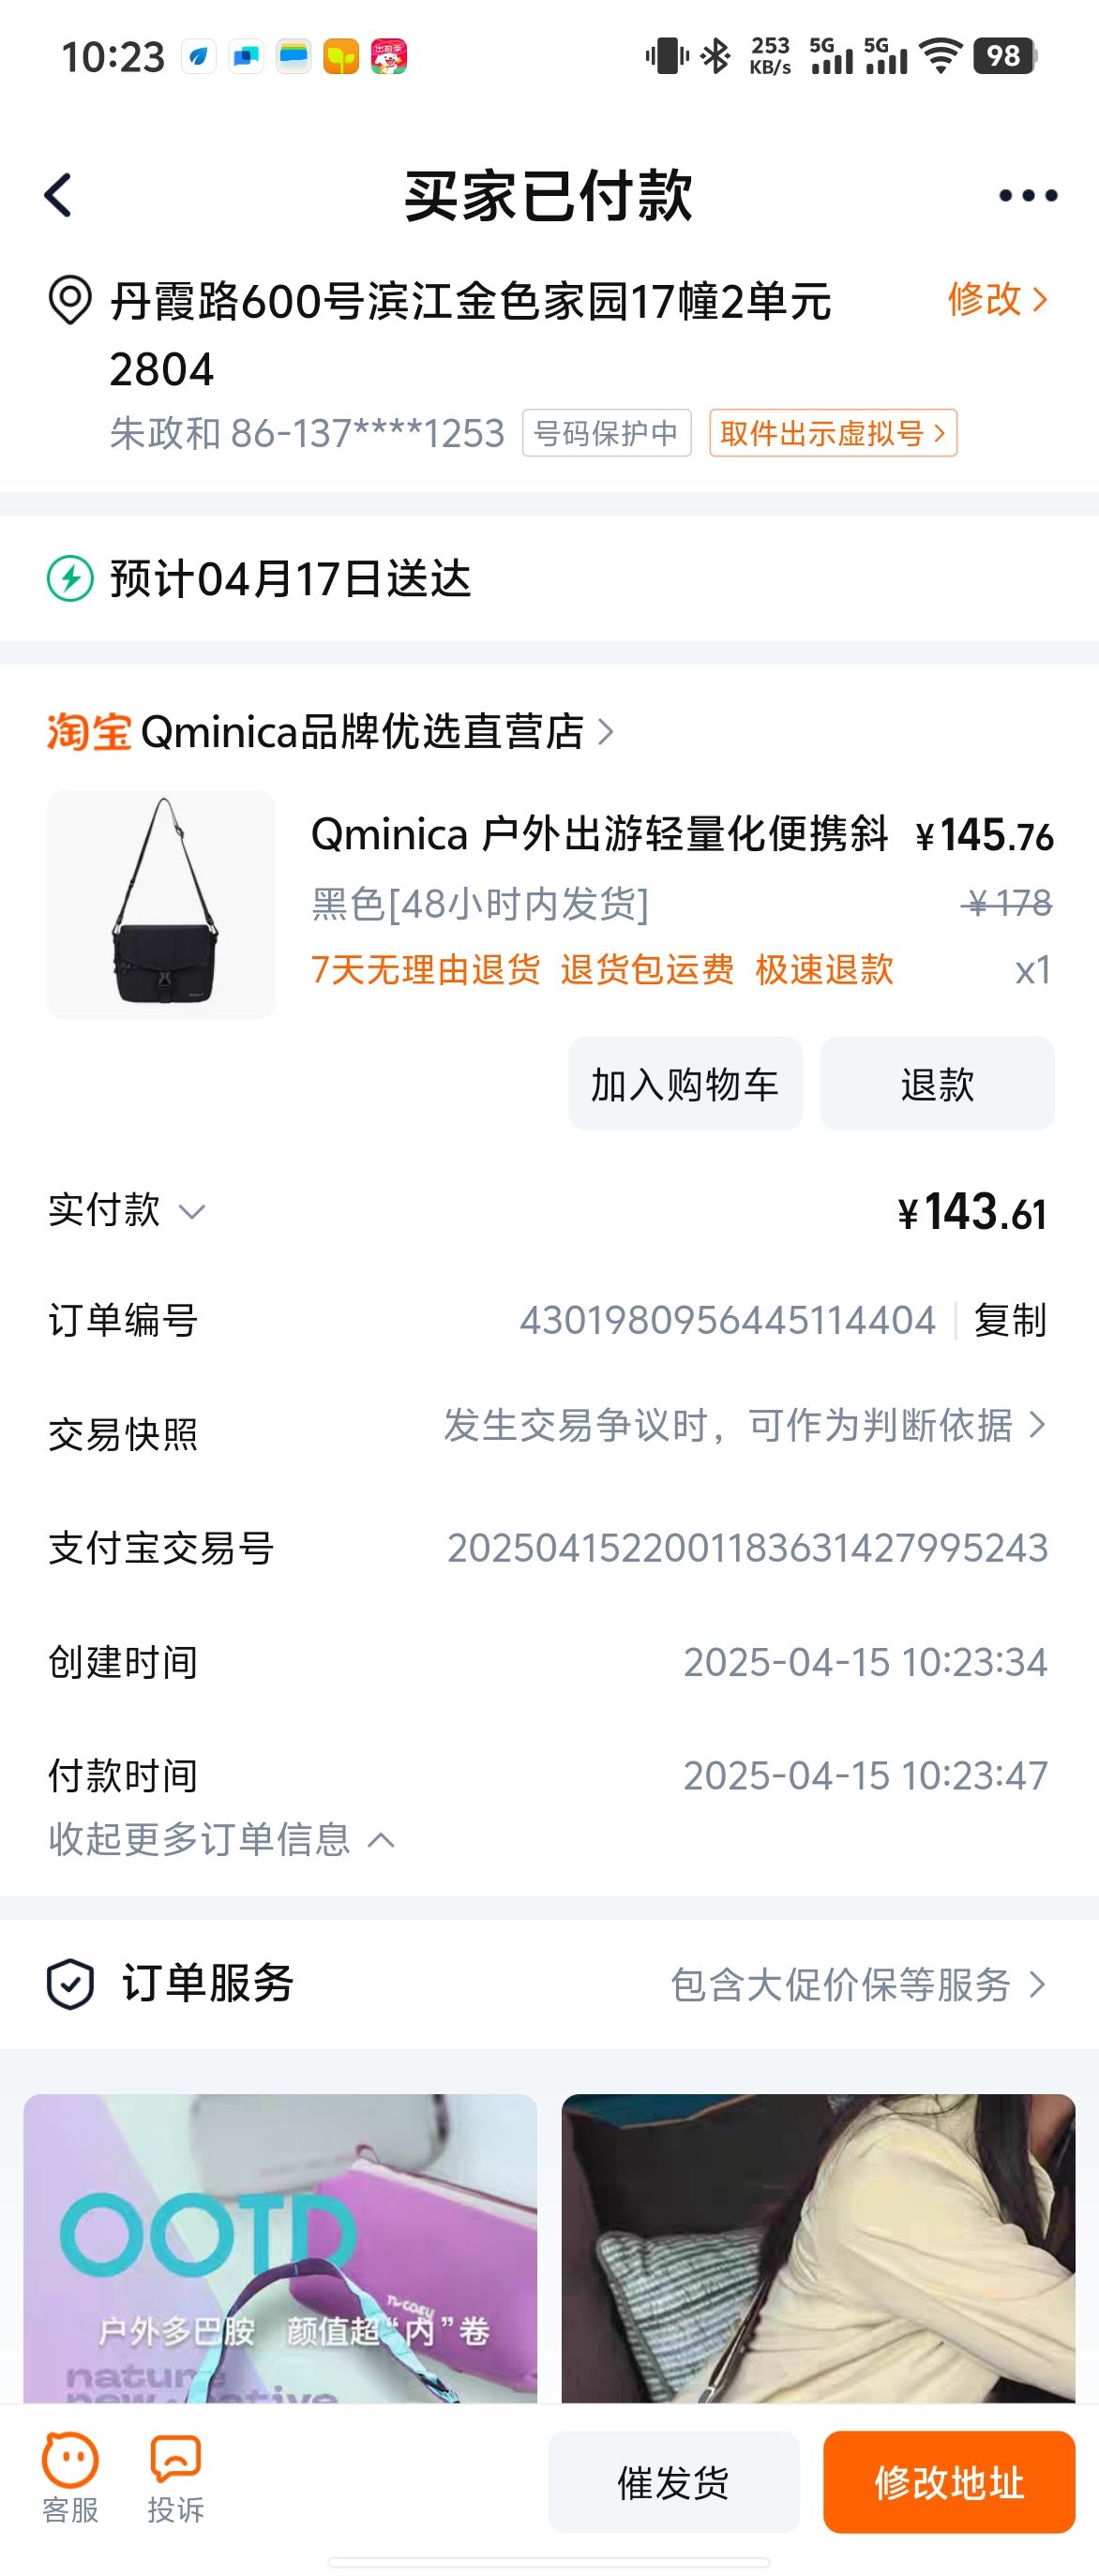 10:23
出游季
253
KB/s
5G
5G
98
买家已付款
丹霞路600号滨江金色家园17幢2单元
2804
修改
朱政和 86-137****1253 号码保护中 取件出示虚拟号
预计04月17日送达
淘宝 Qminica品牌优选直营店
Qminica 户外出游轻量化便携斜 ¥145.76
黑色[48小时内发货] ¥178
7天无理由退货 退货包运费 极速退款 x1
加入购物车 退款
实付款 ¥143.61
订单编号 4301980956445114404 复制
交易快照 发生交易争议时，可作为判断依据
支付宝交易号 2025041522001183631427995243
创建时间 2025-04-15 10:23:34
付款时间 2025-04-15 10:23:47
收起更多订单信息
订单服务 包含大促价保等服务
OOTD
户外多巴胺 颜值超“内”卷
nature
客服 投诉 催发货 修改地址